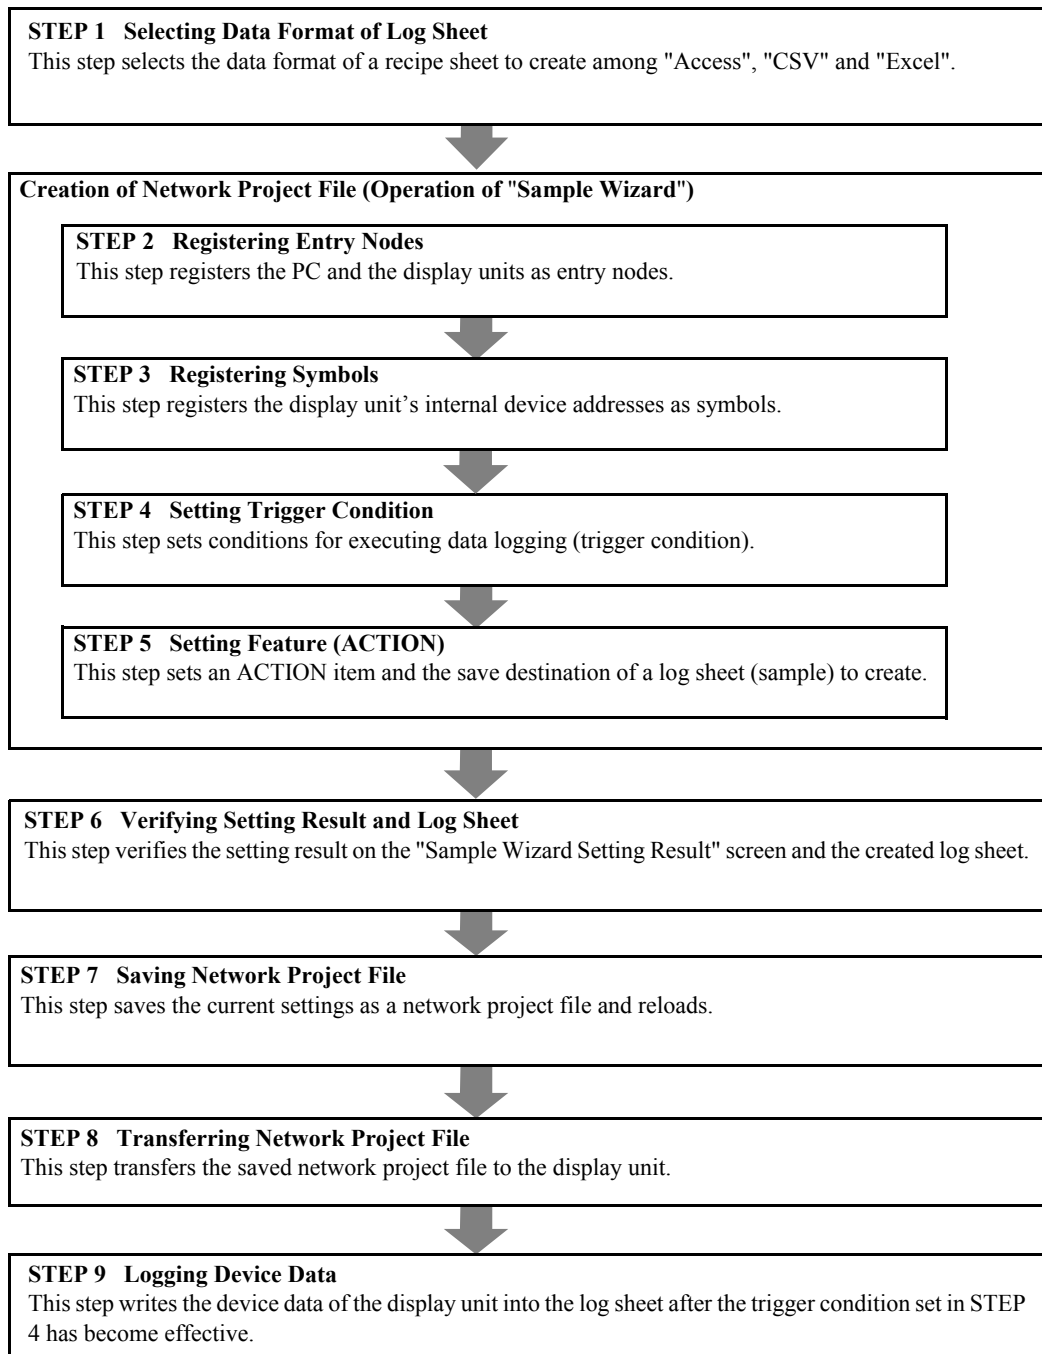 STEP 1 Selecting Data Format of Log Sheet
This step selects the data format of a recipe sheet to create among "Access", "CSV" and "Excel".
Creation of Network Project File (Operation of "Sample Wizard")
STEP 2 Registering Entry Nodes
This step registers the PC and the display units as entry nodes.
STEP 3 Registering Symbols
This step registers the display unit’s internal device addresses as symbols.
STEP 4 Setting Trigger Condition
This step sets conditions for executing data logging (trigger condition).
STEP 5 Setting Feature (ACTION)
This step sets an ACTION item and the save destination of a log sheet (sample) to create.
STEP 6 Verifying Setting Result and Log Sheet
This step verifies the setting result on the "Sample Wizard Setting Result" screen and the created log sheet.
STEP 7 Saving Network Project File
This step saves the current settings as a network project file and reloads.
STEP 8 Transferring Network Project File
This step transfers the saved network project file to the display unit.
STEP 9 Logging Device Data
This step writes the device data of the display unit into the log sheet after the trigger condition set in STEP
4 has become effective.